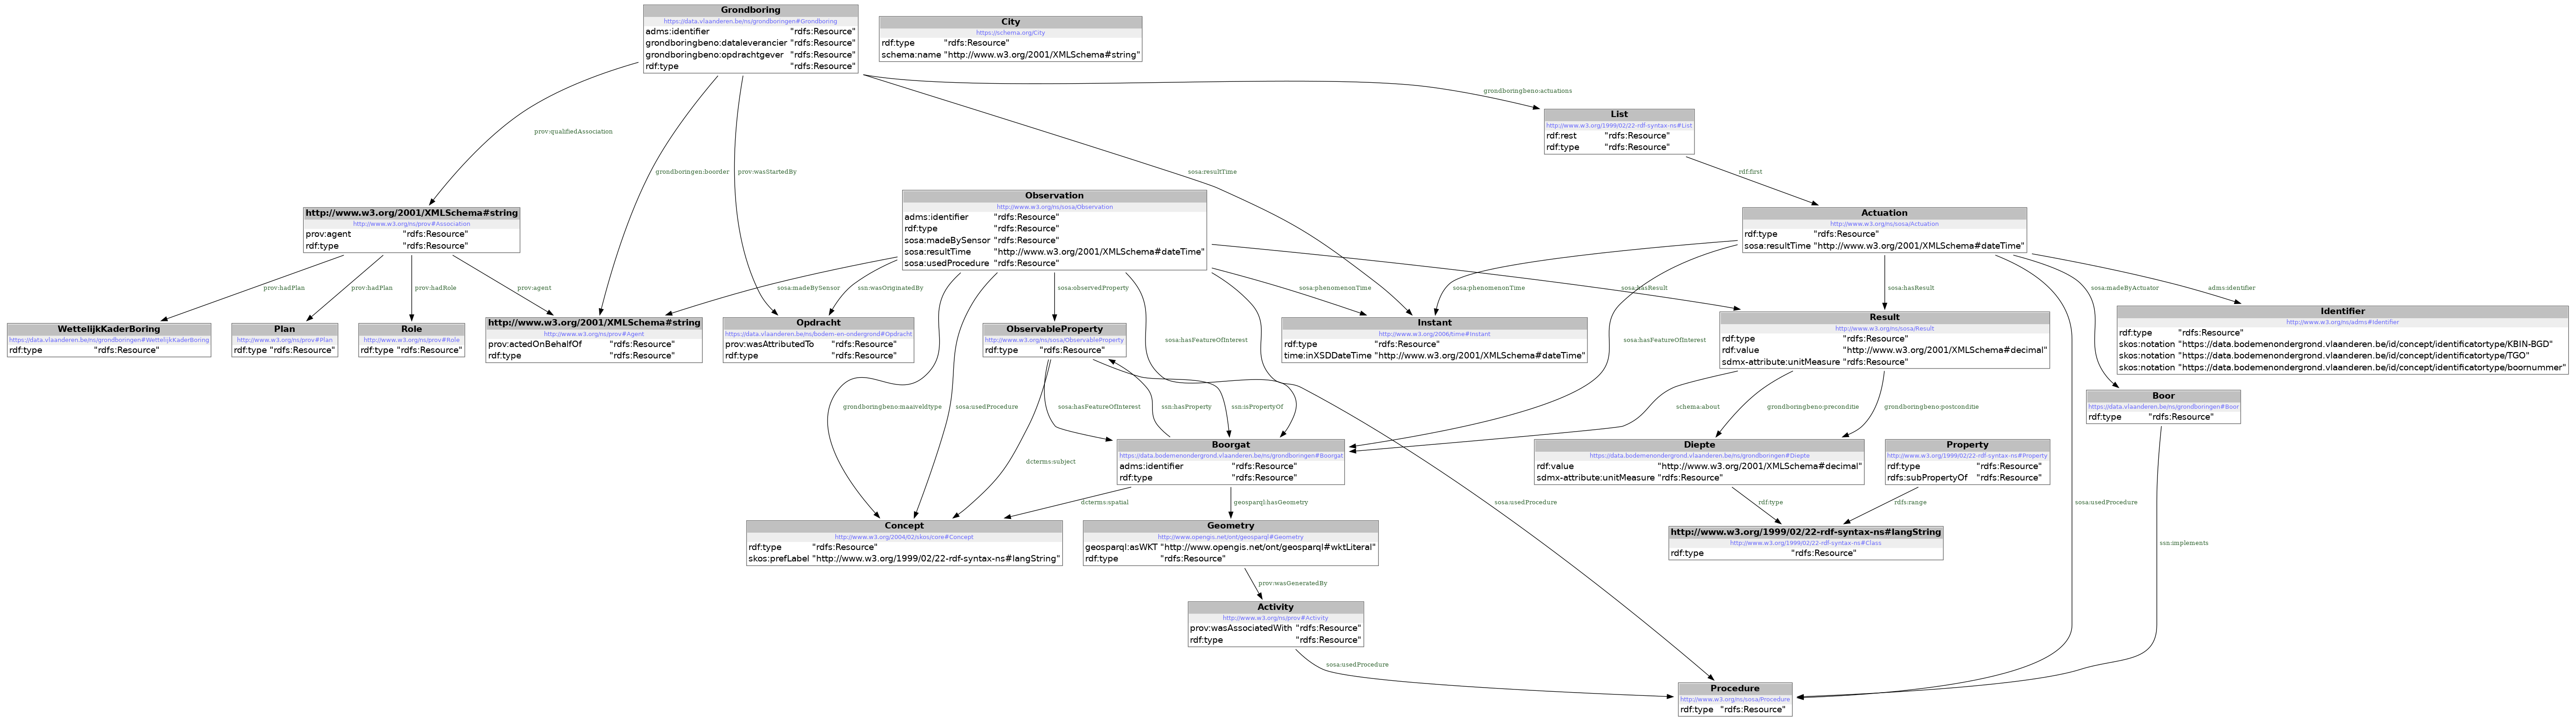 Grondboring
https://data.vlaanderen.be/ns/grondboringen#Grondboring
adms:identifier "rdfs:Resource"
grondboringbeno:dataleverancier "rdfs:Resource"
grondboringbeno:opdrachtgever "rdfs:Resource"
rdf:type "rdfs:Resource"
City
https://schema.org/City
rdf:type "rdfs:Resource"
schema:name "http://www.w3.org/2001/XMLSchema#string"
grondboringbeno:actuations
List
http://www.w3.org/1999/02/22-rdf-syntax-ns#List
rdf:rest "rdfs:Resource"
rdf:type "rdfs:Resource"
prov:qualifiedAssociation
grondboringen:boorder
prov:wasStartedBy
sosa:resultTime
rdf:first
http://www.w3.org/2001/XMLSchema#string
http://www.w3.org/ns/prov#Association
prov:agent "rdfs:Resource"
rdf:type "rdfs:Resource"
Observation
http://www.w3.org/ns/sosa/Observation
adms:identifier "rdfs:Resource"
rdf:type "rdfs:Resource"
sosa:madeBySensor "rdfs:Resource"
sosa:resultTime "http://www.w3.org/2001/XMLSchema#dateTime"
sosa:usedProcedure "rdfs:Resource"
Actuation
http://www.w3.org/ns/sosa/Actuation
rdf:type "rdfs:Resource"
sosa:resultTime "http://www.w3.org/2001/XMLSchema#dateTime"
prov:hadPlan
prov:hadPlan
prov:hadRole
prov:agent
sosa:madeBySensor
ssn:wasOriginatedBy
sosa:observedProperty
sosa:phenomenonTime
sosa:phenomenonTime
sosa:hasResult
sosa:hasResult
sosa:madeByActuator
adms:identifier
WettelijkKaderBoring
https://data.vlaanderen.be/ns/grondboringen#WettelijkKaderBoring
rdf:type "rdfs:Resource"
Plan
http://www.w3.org/ns/prov#Plan
rdf:type "rdfs:Resource"
Role
http://www.w3.org/ns/prov#Role
rdf:type "rdfs:Resource"
http://www.w3.org/2001/XMLSchema#string
http://www.w3.org/ns/prov#Agent
prov:actedOnBehalfOf "rdfs:Resource"
rdf:type "rdfs:Resource"
Opdracht
https://data.vlaanderen.be/ns/bodem-en-ondergrond#Opdracht
prov:wasAttributedTo "rdfs:Resource"
rdf:type "rdfs:Resource"
ObservableProperty
http://www.w3.org/ns/sosa/ObservableProperty
rdf:type "rdfs:Resource"
sosa:hasFeatureOfInterest
Instant
http://www.w3.org/2006/time#Instant
rdf:type "rdfs:Resource"
time:inXSDDateTime "http://www.w3.org/2001/XMLSchema#dateTime"
sosa:hasFeatureOfInterest
Result
http://www.w3.org/ns/sosa/Result
rdf:type "rdfs:Resource"
rdf:value "http://www.w3.org/2001/XMLSchema#decimal"
sdmx-attribute:unitMeasure "rdfs:Resource"
Identifier
http://www.w3.org/ns/adms#Identifier
rdf:type "rdfs:Resource"
skos:notation "https://data.bodemenondergrond.vlaanderen.be/id/concept/identificatortype/KBIN-BGD"
skos:notation "https://data.bodemenondergrond.vlaanderen.be/id/concept/identificatortype/TGO"
skos:notation "https://data.bodemenondergrond.vlaanderen.be/id/concept/identificatortype/boornummer"
Boor
https://data.vlaanderen.be/ns/grondboringen#Boor
rdf:type "rdfs:Resource"
grondboringbeno:maaiveldtype
sosa:usedProcedure
sosa:hasFeatureOfInterest
ssn:hasProperty
ssn:isPropertyOf
schema:about
grondboringbeno:preconditie
grondboringbeno:postconditie
Boorgat
https://data.bodemenondergrond.vlaanderen.be/ns/grondboringen#Boorgat
adms:identifier "rdfs:Resource"
rdf:type "rdfs:Resource"
Diepte
https://data.bodemenondergrond.vlaanderen.be/ns/grondboringen#Diepte
rdf:value "http://www.w3.org/2001/XMLSchema#decimal"
sdmx-attribute:unitMeasure "rdfs:Resource"
Property
http://www.w3.org/1999/02/22-rdf-syntax-ns#Property
rdf:type "rdfs:Resource"
rdfs:subPropertyOf "rdfs:Resource"
dcterms:subject
dcterms:spatial
geosparql:hasGeometry
sosa:usedProcedure
rdf:type
rdfs:range
sosa:usedProcedure
Concept
http://www.w3.org/2004/02/skos/core#Concept
rdf:type "rdfs:Resource"
skos:prefLabel "http://www.w3.org/1999/02/22-rdf-syntax-ns#langString"
Geometry
http://www.opengis.net/ont/geosparql#Geometry
geosparql:asWKT "http://www.opengis.net/ont/geosparql#wktLiteral"
rdf:type "rdfs:Resource"
http://www.w3.org/1999/02/22-rdf-syntax-ns#langString
http://www.w3.org/1999/02/22-rdf-syntax-ns#Class
rdf:type "rdfs:Resource"
ssn:implements
prov:wasGeneratedBy
Activity
http://www.w3.org/ns/prov#Activity
prov:wasAssociatedWith "rdfs:Resource"
rdf:type "rdfs:Resource"
sosa:usedProcedure
Procedure
http://www.w3.org/ns/sosa/Procedure
rdf:type "rdfs:Resource"